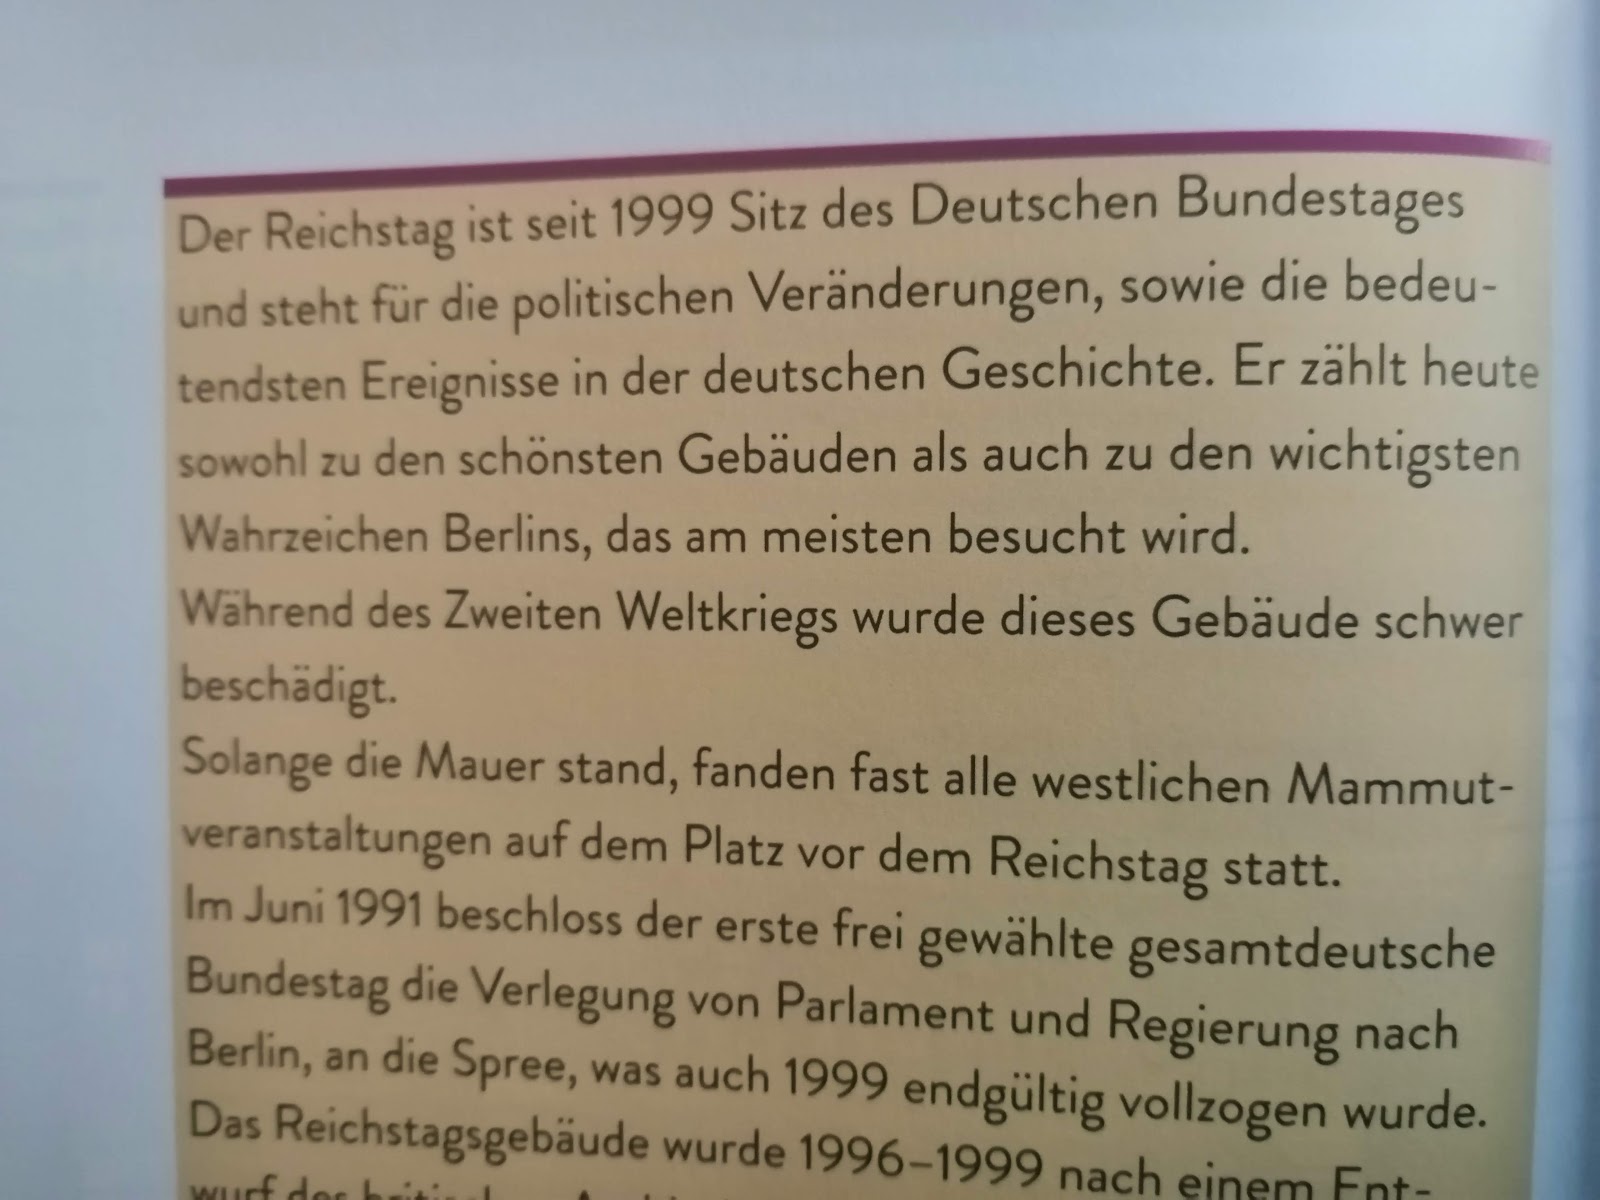 Der Reichstag ist seit 1999 Sitz des Deutschen Bundestages
und steht für die politischen Veränderungen, sowie die bedeu-
tendsten Ereignisse in der deutschen Geschichte. Er zählt heute
sowohl zu den schönsten Gebäuden als auch zu den wichtigsten
Wahrzeichen Berlins, das am meisten besucht wird.
Während des Zweiten Weltkriegs wurde dieses Gebäude schwer
beschädigt.
Solange die Mauer stand, fanden fast alle westlichen Mammut-
veranstaltungen auf dem Platz vor dem Reichstag statt.
Im Juni 1991 beschloss der erste frei gewählte gesamtdeutsche
Bundestag die Verlegung von Parlament und Regierung nach
Berlin, an die Spree, was auch 1999 endgültig vollzogen wurde.
Das Reichstagsgebäude wurde 1996–1999 nach einem Ent-
wurf des